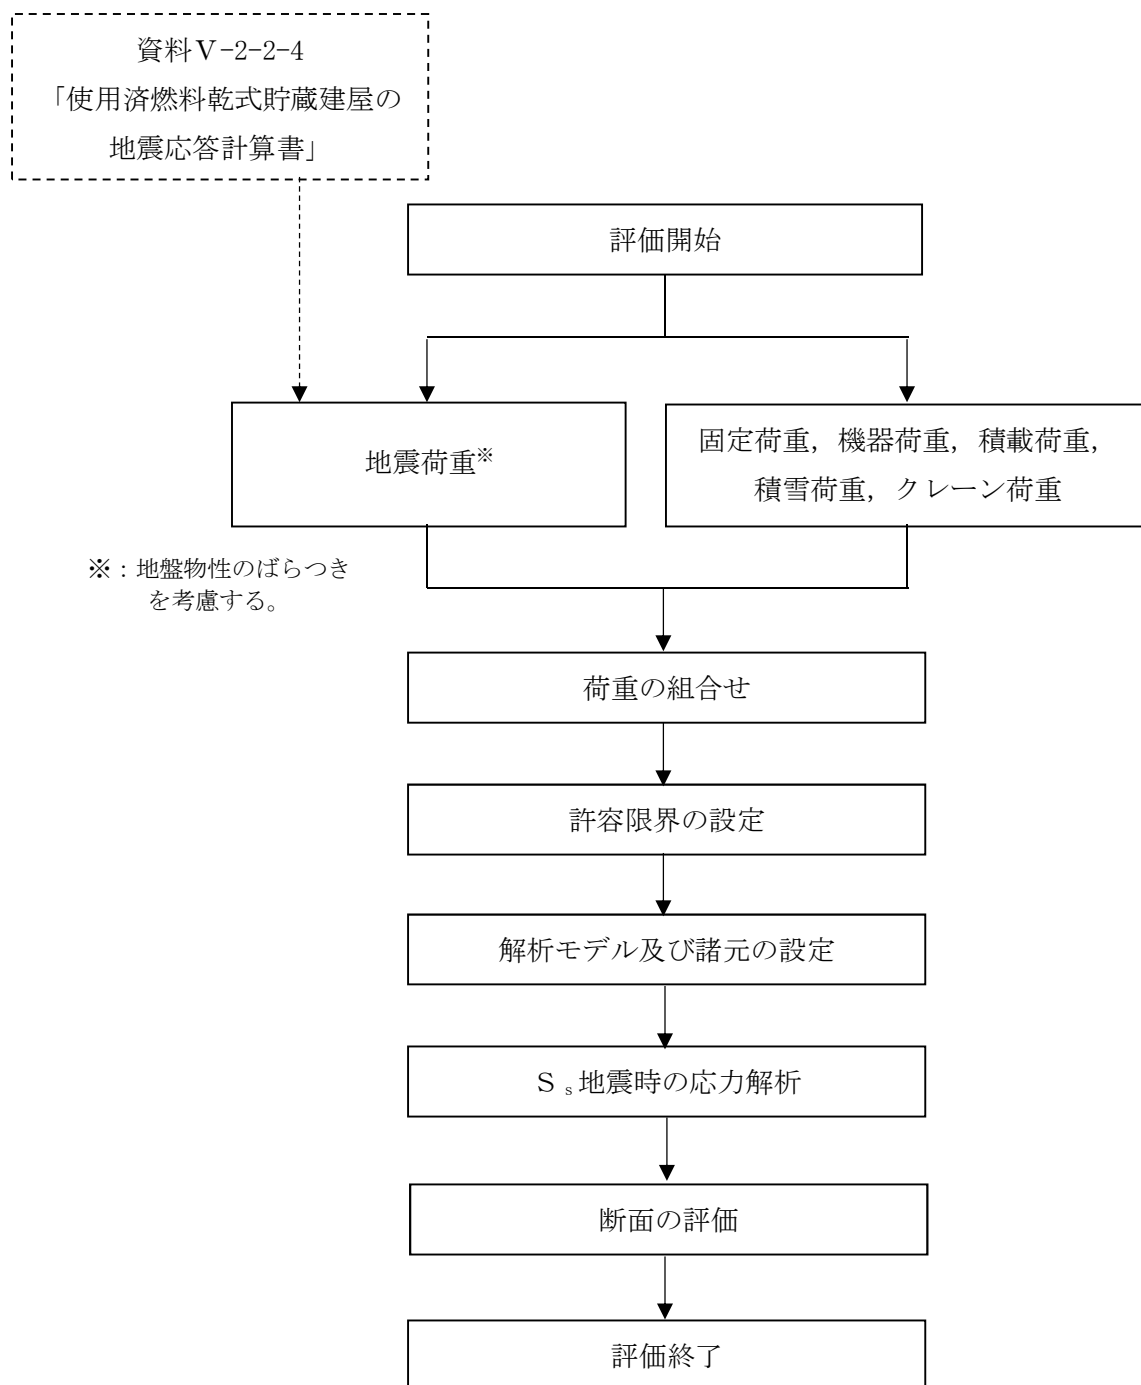 資料Ⅴ-2-2-4
「使用済燃料乾式貯蔵建屋の
地震応答計算書」
評価開始
地震荷重※
固定荷重，機器荷重，積載荷重，
積雪荷重，クレーン荷重
※：地盤物性のばらつき
を考慮する。
荷重の組合せ
許容限界の設定
解析モデル及び諸元の設定
Ｓｓ地震時の応力解析
断面の評価
評価終了